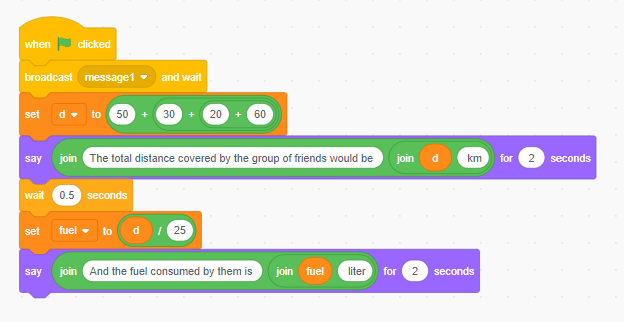 when clicked
broadcast message1 and wait
set d to 50 + 30 + 20 + 60
say join The total distance covered by the group of friends would be join d km for 2 seconds
wait 0.5 seconds
set fuel to d / 25
say join And the fuel consumed by them is join fuel liter for 2 seconds